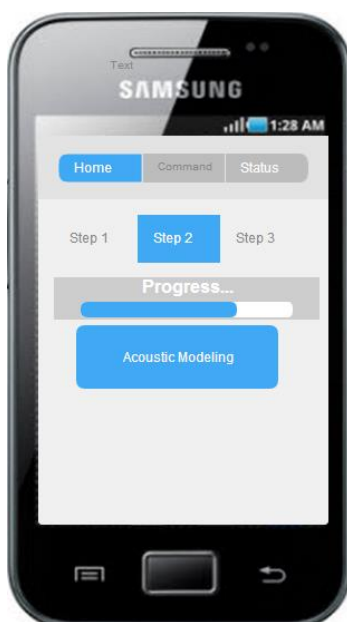 Text
SAMSUNG
1:28 AM
Home Command Status
Step 1 Step 2 Step 3
Progress...
Acoustic Modeling